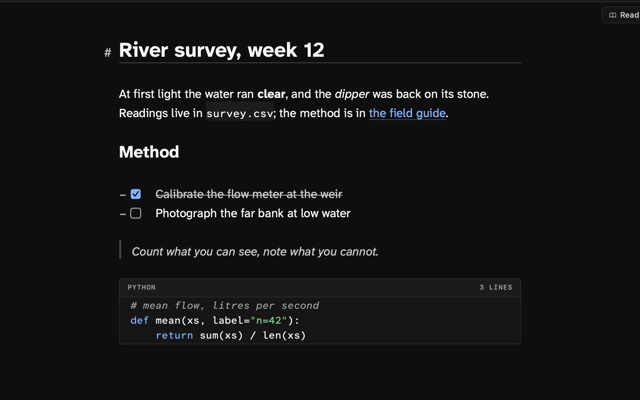 Read
# River survey, week 12
At first light the water ran clear, and the dipper was back on its stone.
Readings live in survey.csv; the method is in the field guide.
Method
– Calibrate the flow meter at the weir
– Photograph the far bank at low water
Count what you can see, note what you cannot.
PYTHON 3 LINES
# mean flow, litres per second
def mean(xs, label="n=42"):
    return sum(xs) / len(xs)